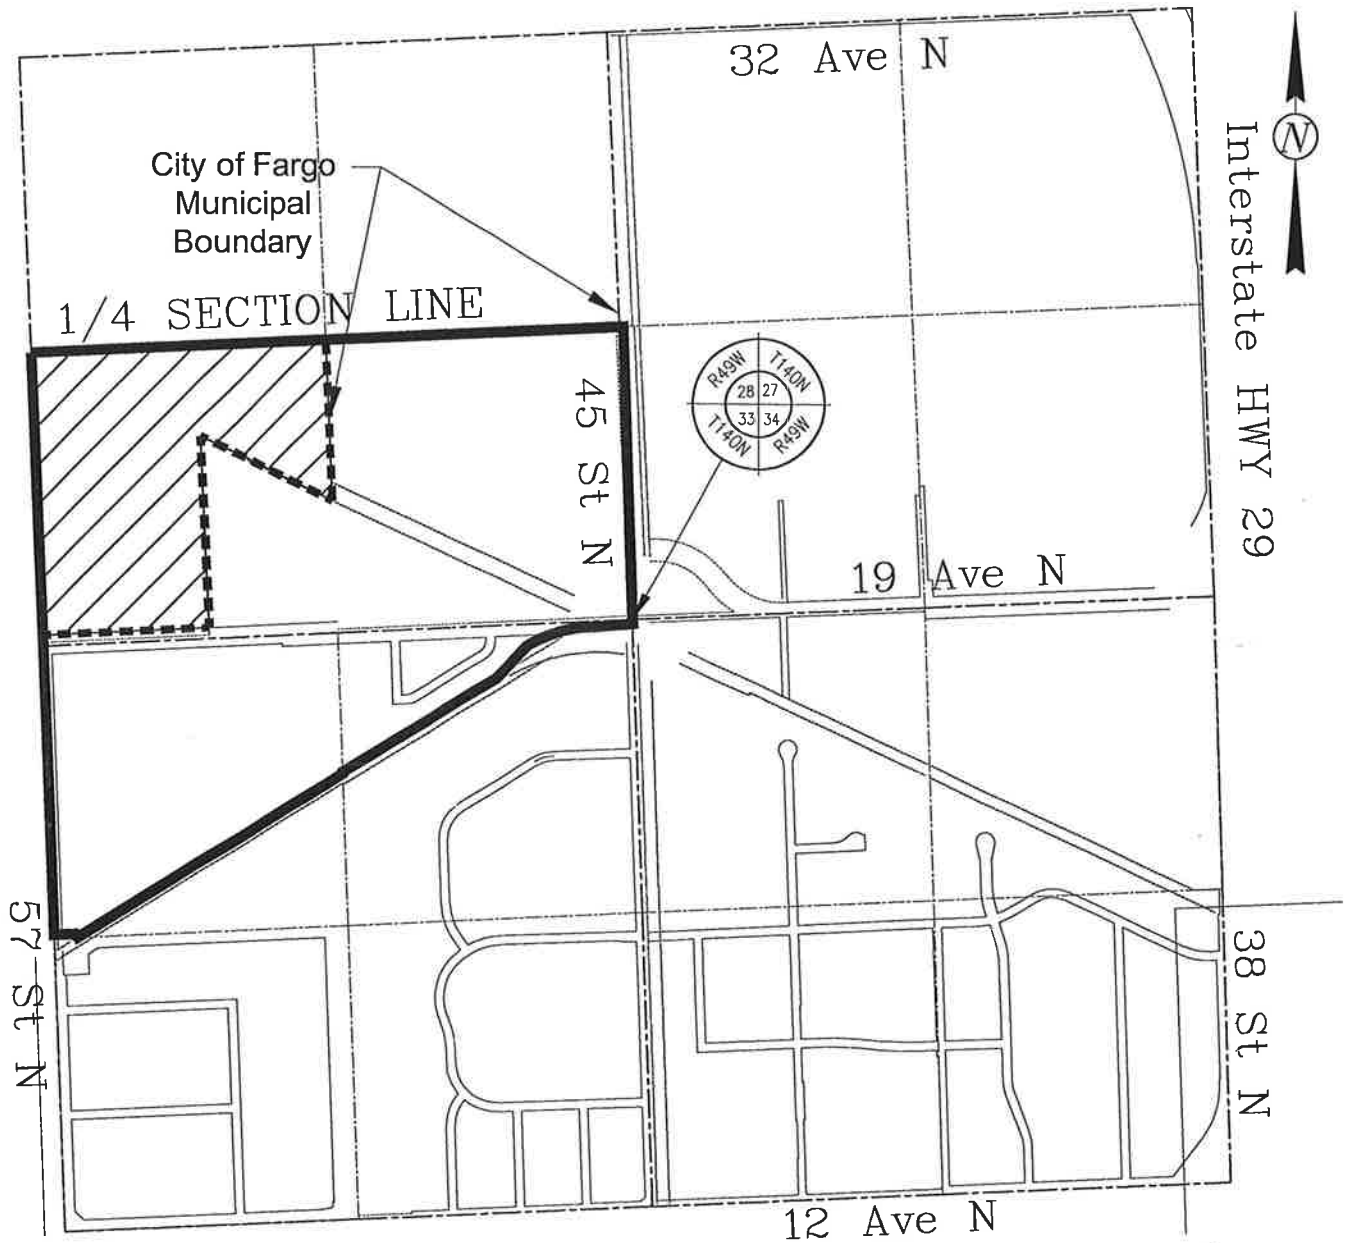 32 Ave N
N
City of Fargo
Municipal
Boundary
Interstate HWY 29
1/4 SECTION LINE
45 St N
R49W
T140N
28
27
33
34
T140N
R49W
19 Ave N
57 St N
38 St N
12 Ave N